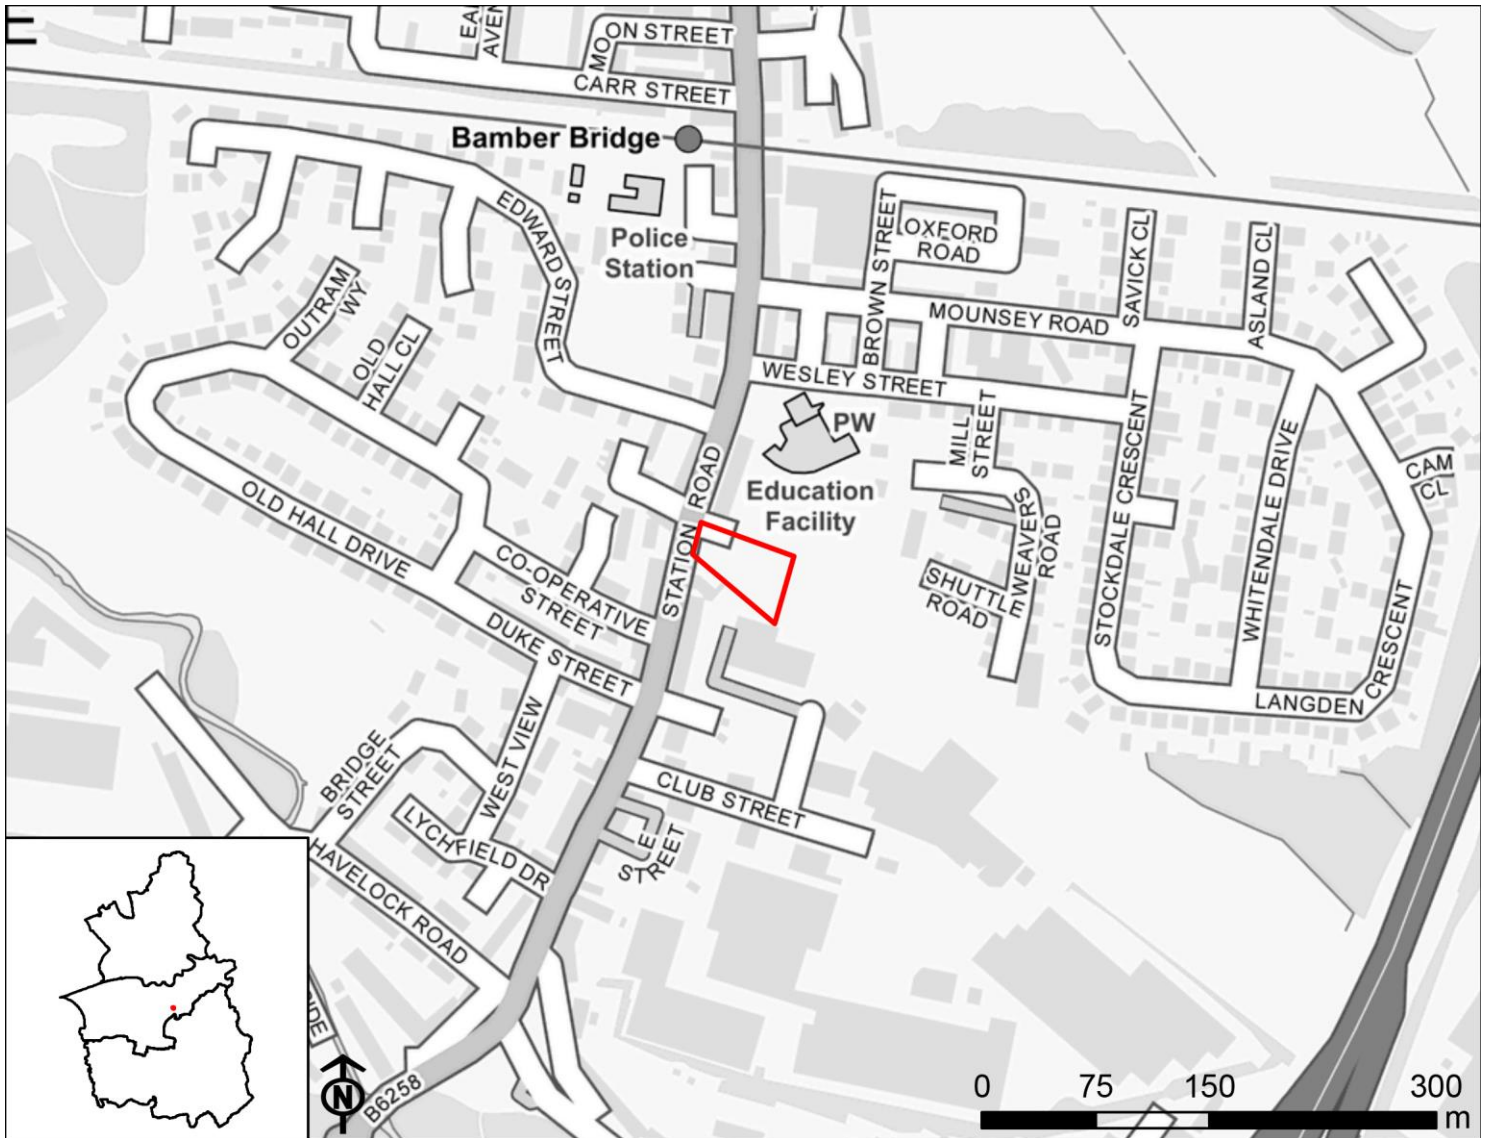 E
MOON STREET
CARR STREET
Bamber Bridge
EDWARD STREET
Police
Station
OXFORD
ROAD
BROWN STREET
SAVICK CL
ASLAND CL
MOUNSEY ROAD
OUTRAM
WY
OLD
HALL CL
WESLEY STREET
MILL
STREET
PW
Education
Facility
STATION ROAD
OLD HALL DRIVE
CO-OPERATIVE
STREET
DUKE STREET
SHUTTLE
ROAD
WEAVERS
ROAD
STOCKDALE CRESCENT
WHITENDALE DRIVE
CAM
CL
LANGDEN CRESCENT
BRIDGE
STREET
WEST VIEW
LYCHFIELD DR
CLUB STREET
E
STREET
HAVELOCK ROAD
B6258
N
0 75 150 300
m